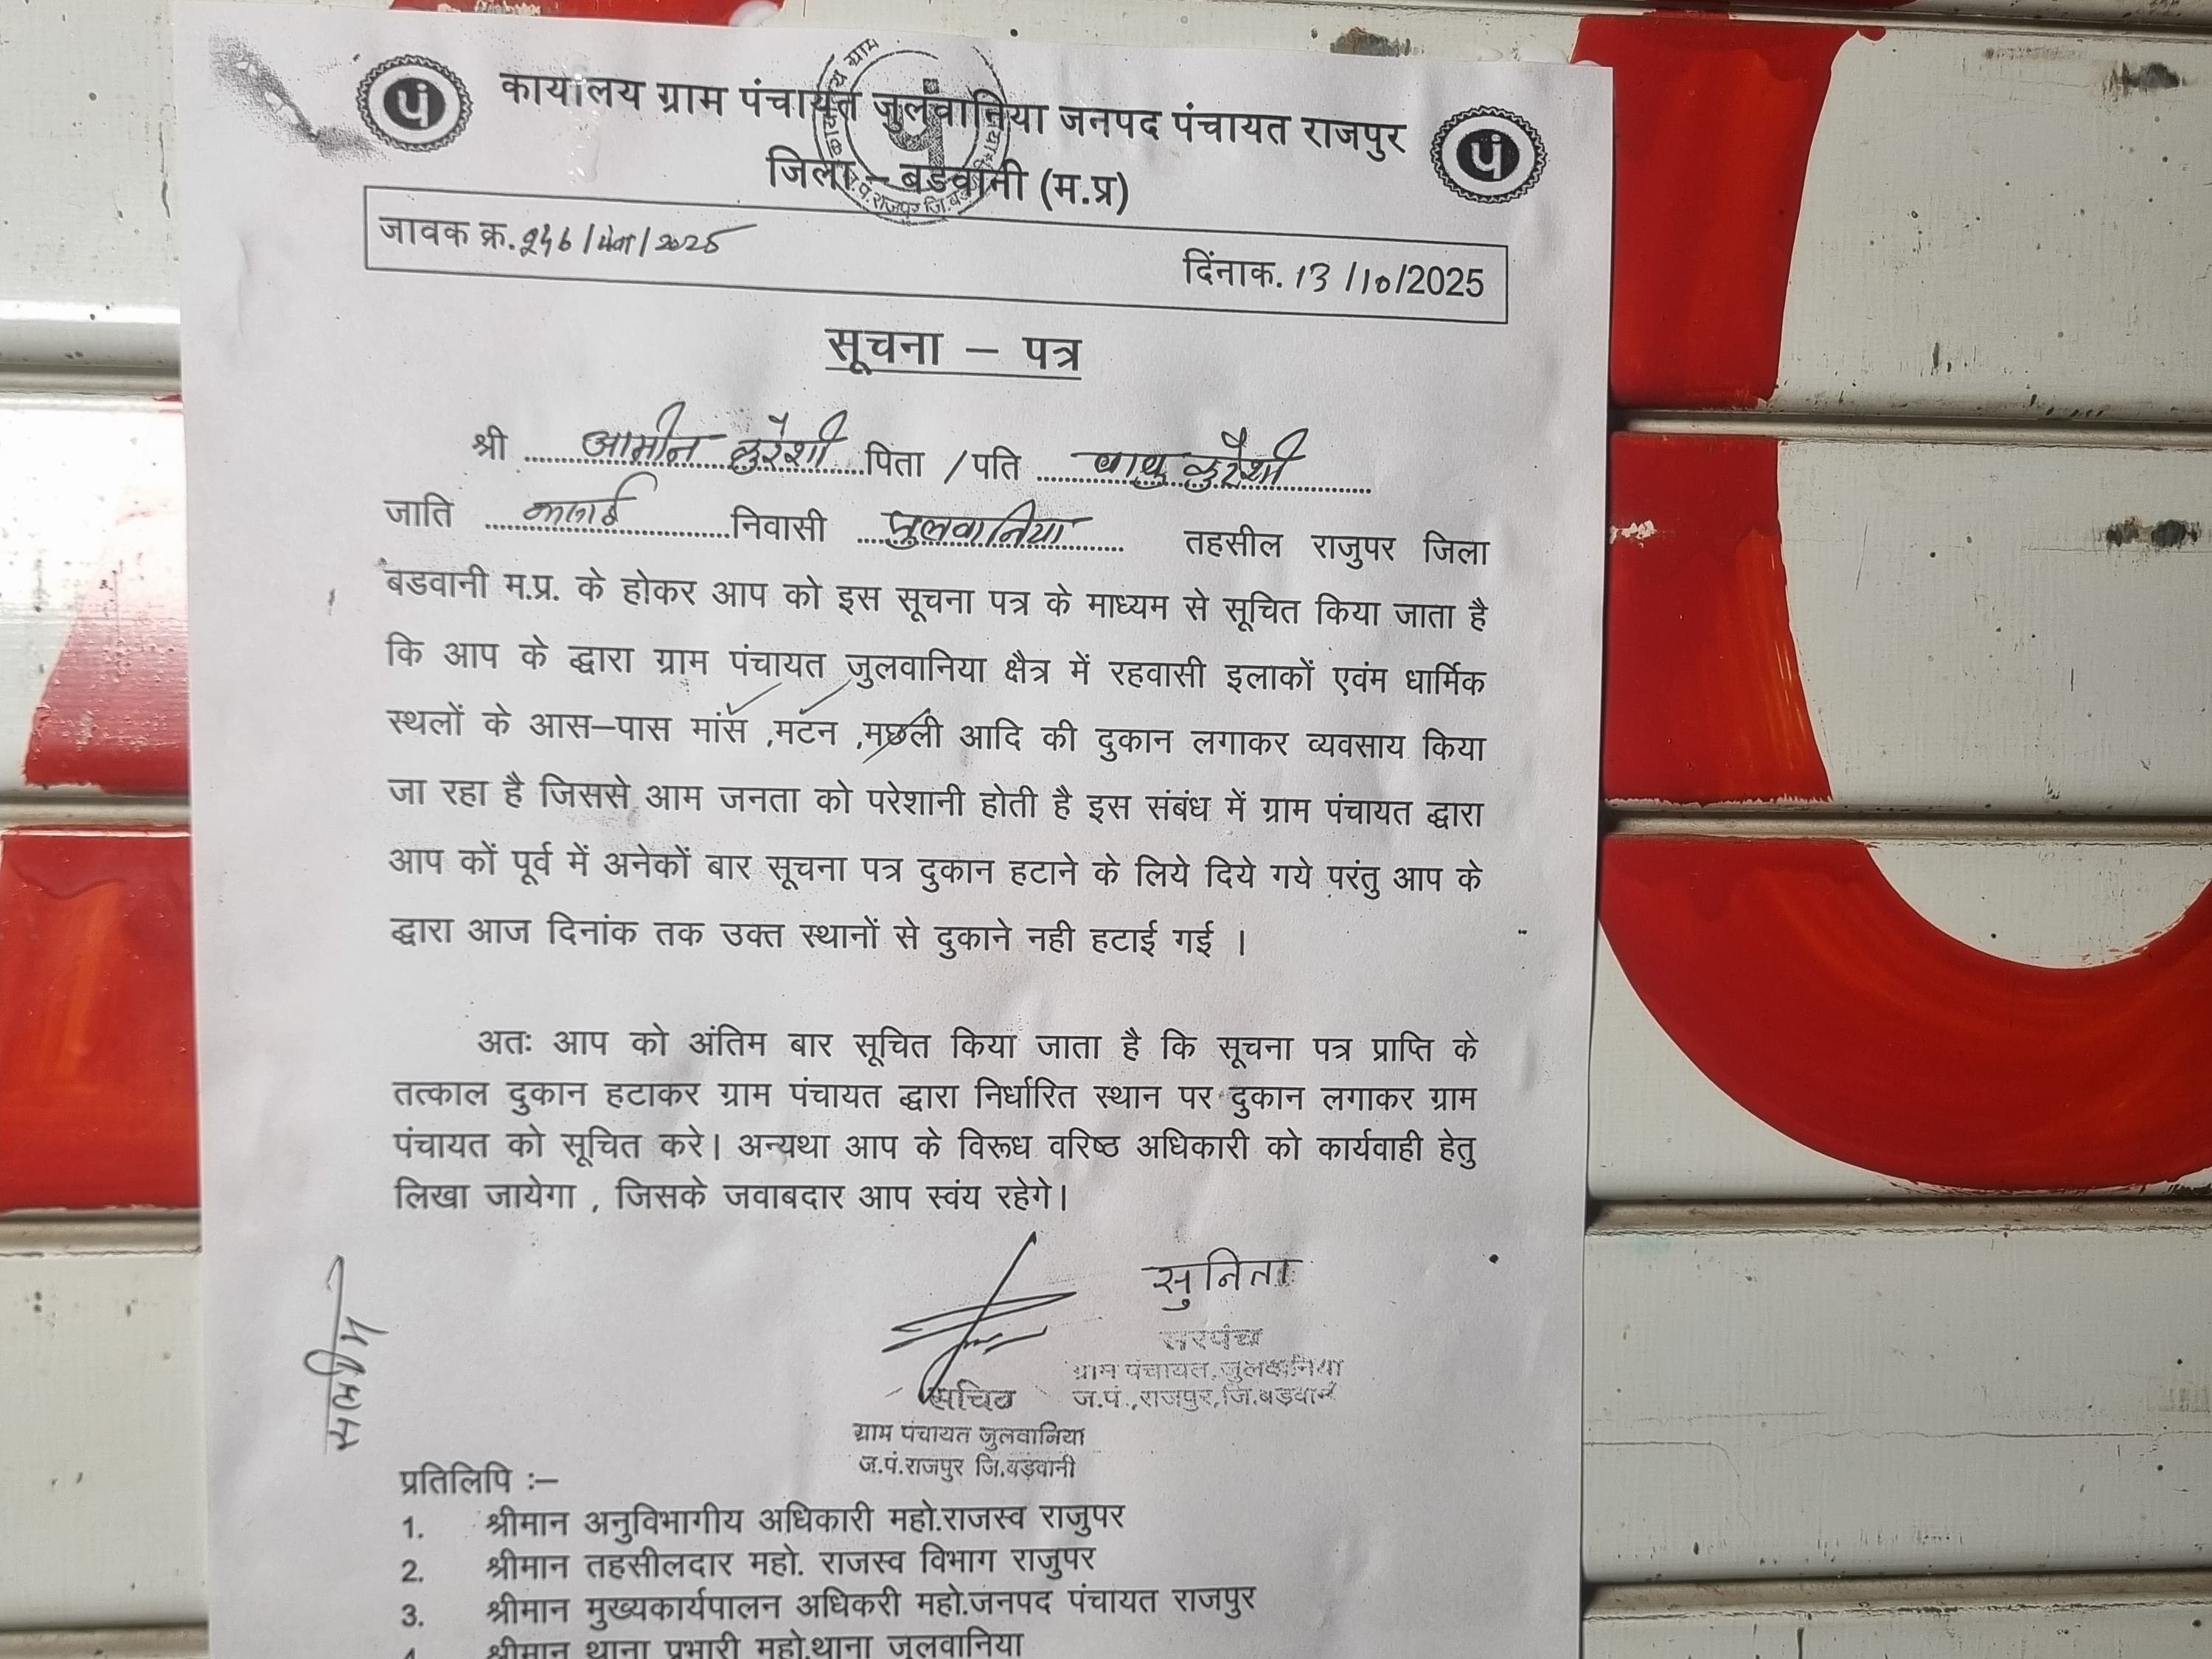 कार्यालय ग्राम पंचायत जुलवानिया जनपद पंचायत राजपुर
जिला – बडवानी (म.प्र)
जावक क्र. /2025
दिंनाक. 13/10/2025
सूचना – पत्र
श्री आमीन कुरेशी पिता / पति बाबु कुरैशी
जाति कसाई निवासी जुलवानिया तहसील राजुपर जिला
बडवानी म.प्र. के होकर आप को इस सूचना पत्र के माध्यम से सूचित किया जाता है
कि आप के द्धारा ग्राम पंचायत जुलवानिया क्षैत्र में रहवासी इलाकों एवंम धार्मिक
स्थलों के आस–पास मांस ,मटन ,मछली आदि की दुकान लगाकर व्यवसाय किया
जा रहा है जिससे आम जनता को परेशानी होती है इस संबंध में ग्राम पंचायत द्धारा
आप कों पूर्व में अनेकों बार सूचना पत्र दुकान हटाने के लिये दिये गये परंतु आप के
द्धारा आज दिनांक तक उक्त स्थानों से दुकाने नही हटाई गई ।
अतः आप को अंतिम बार सूचित किया जाता है कि सूचना पत्र प्राप्ति के
तत्काल दुकान हटाकर ग्राम पंचायत द्धारा निर्धारित स्थान पर दुकान लगाकर ग्राम
पंचायत को सूचित करे। अन्यथा आप के विरूध वरिष्ठ अधिकारी को कार्यवाही हेतु
लिखा जायेगा , जिसके जवाबदार आप स्वंय रहेगे।
सुनिता
सरपंच
ग्राम पंचायत,जुलवानिया
ज.पं.,राजपुर,जि.बड़वानी
सचिव
ग्राम पंचायत जुलवानिया
ज.पं.राजपुर जि.बड़वानी
सलीम
प्रतिलिपि :–
1. श्रीमान अनुविभागीय अधिकारी महो.राजस्व राजुपर
2. श्रीमान तहसीलदार महो. राजस्व विभाग राजुपर
3. श्रीमान मुख्यकार्यपालन अधिकरी महो.जनपद पंचायत राजपुर
4. श्रीमान थाना प्रभारी महो.थाना जुलवानिया